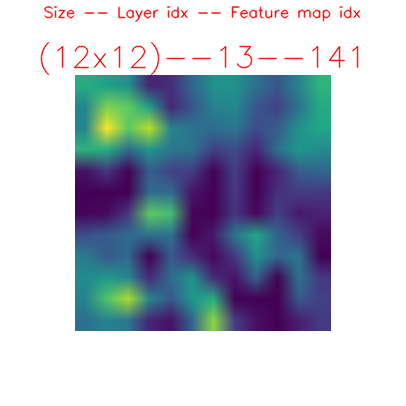 Size -- Layer idx -- Feature map idx
(12x12)--13--141